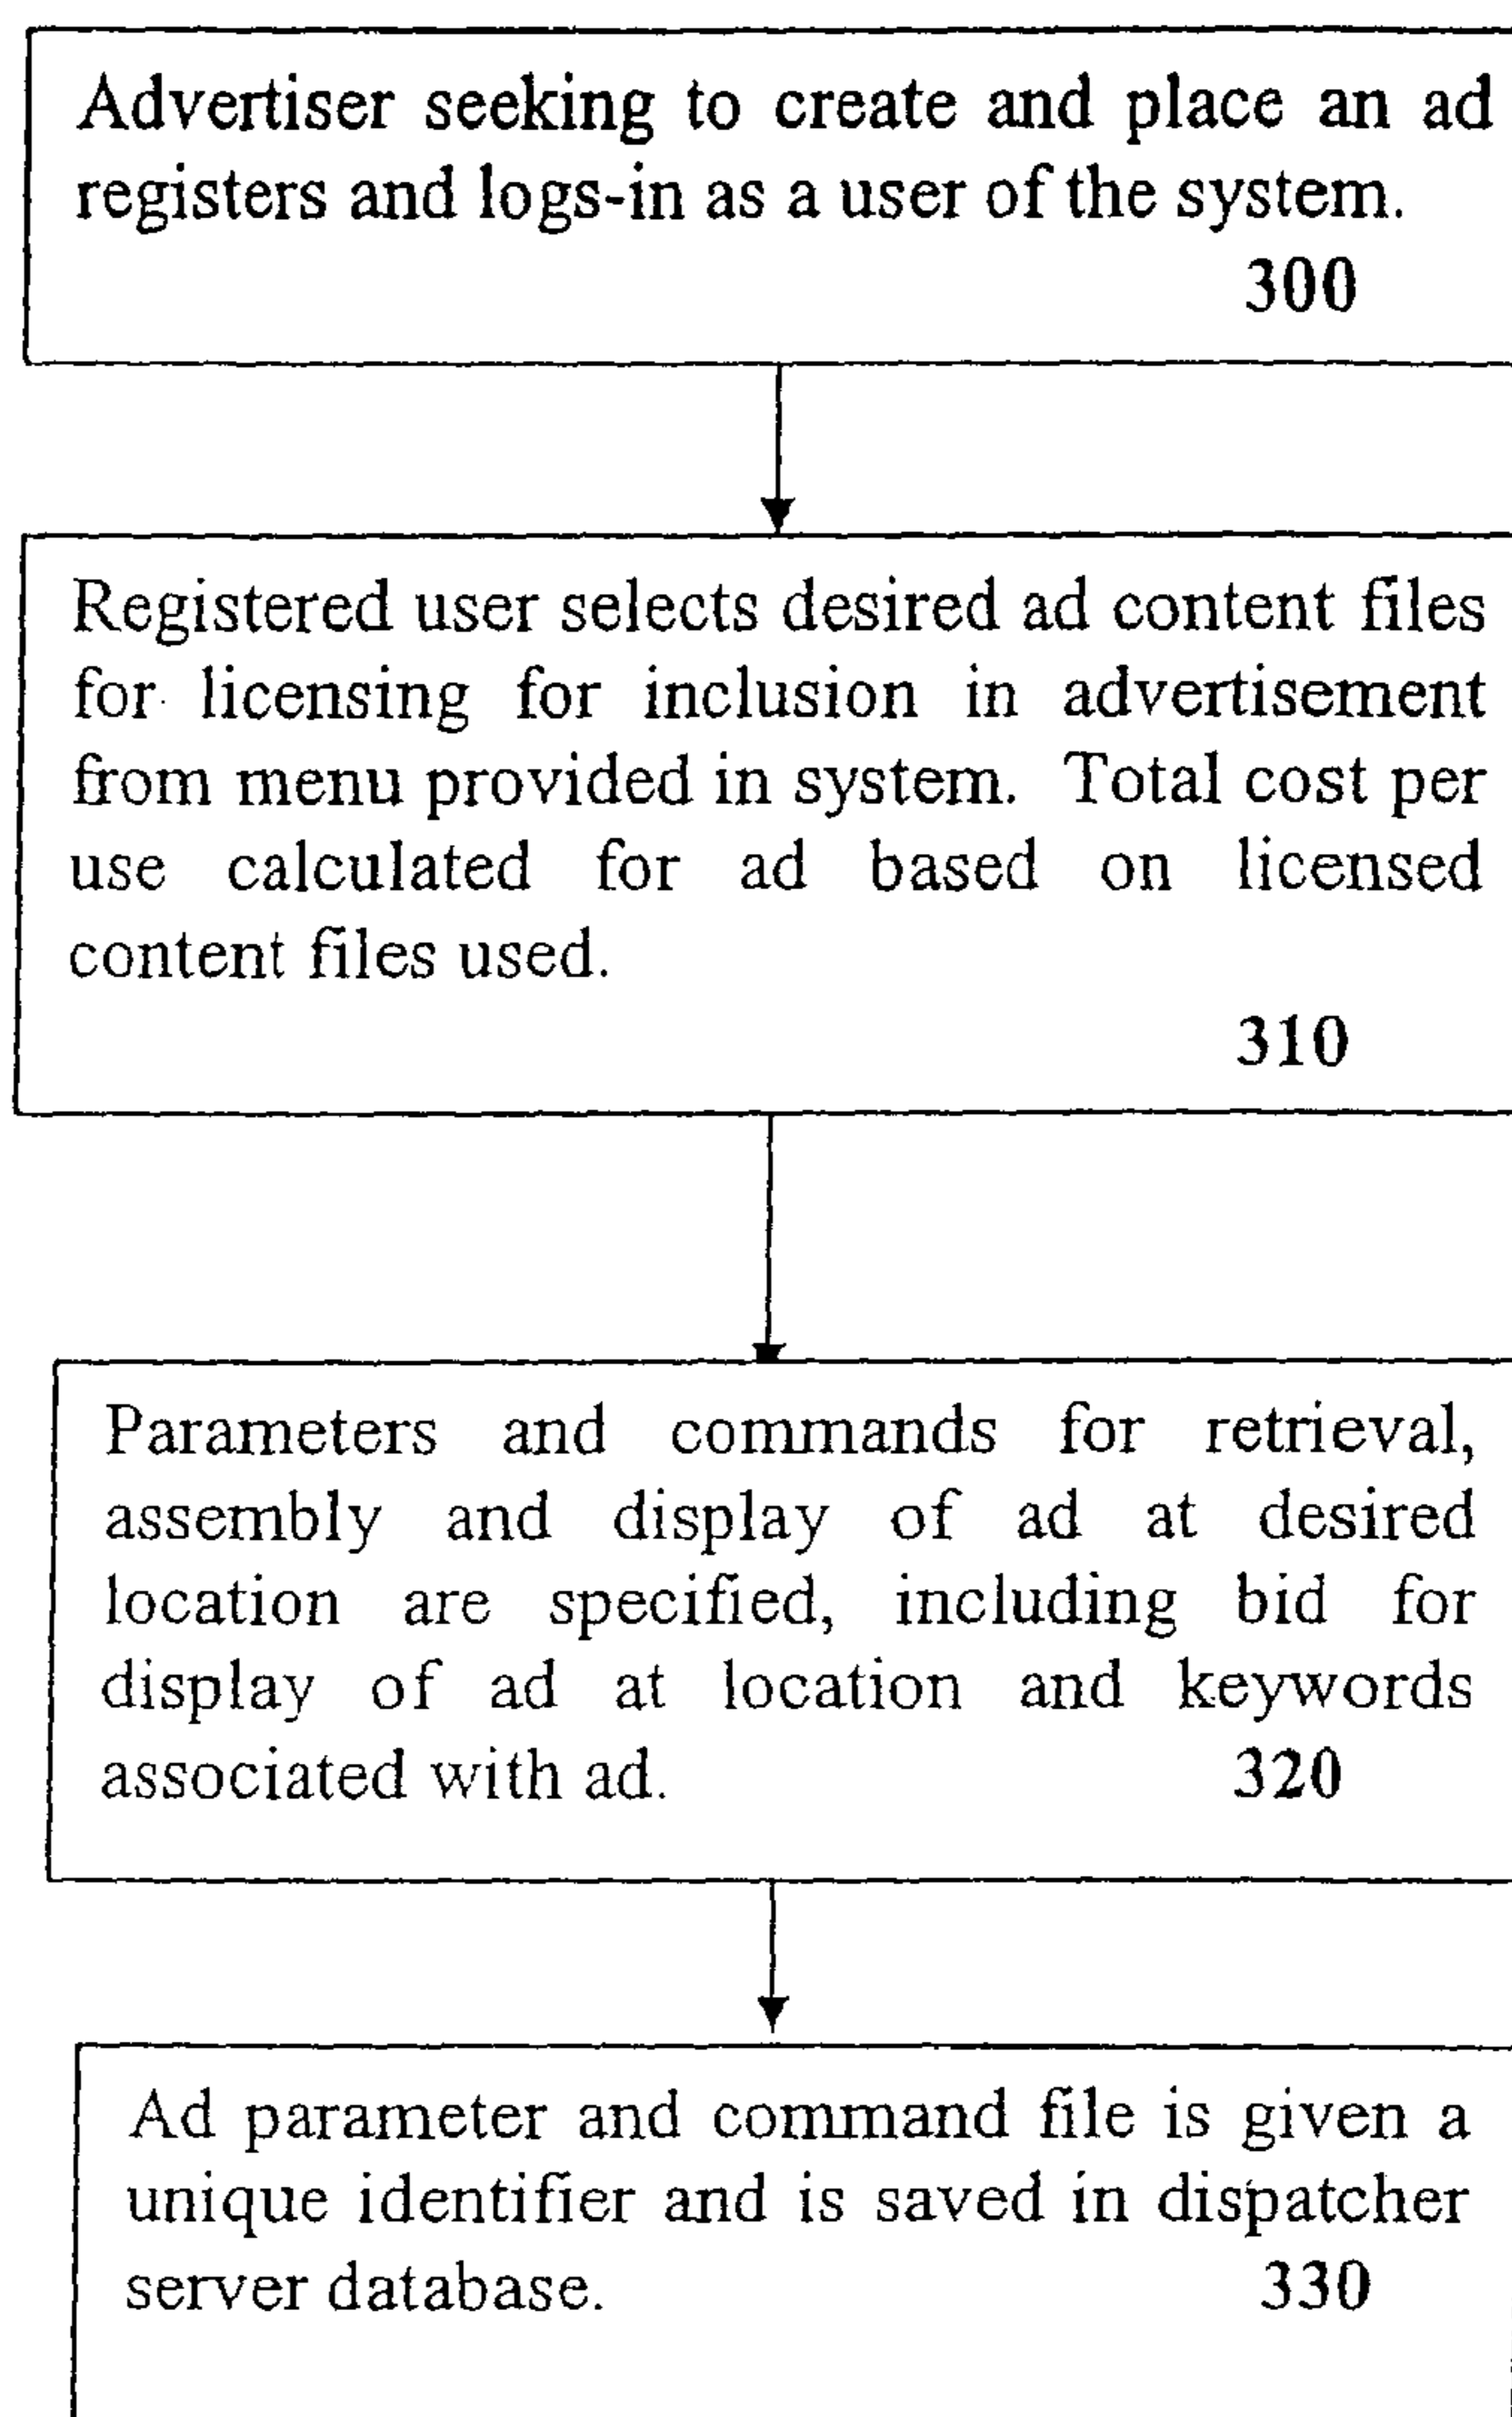 Advertiser seeking to create and place an ad
registers and logs-in as a user of the system.
300
Registered user selects desired ad content files
for licensing for inclusion in advertisement
from menu provided in system. Total cost per
use calculated for ad based on licensed
content files used.
310
Parameters and commands for retrieval,
assembly and display of ad at desired
location are specified, including bid for
display of ad at location and keywords
associated with ad. 320
Ad parameter and command file is given a
unique identifier and is saved in dispatcher
server database. 330